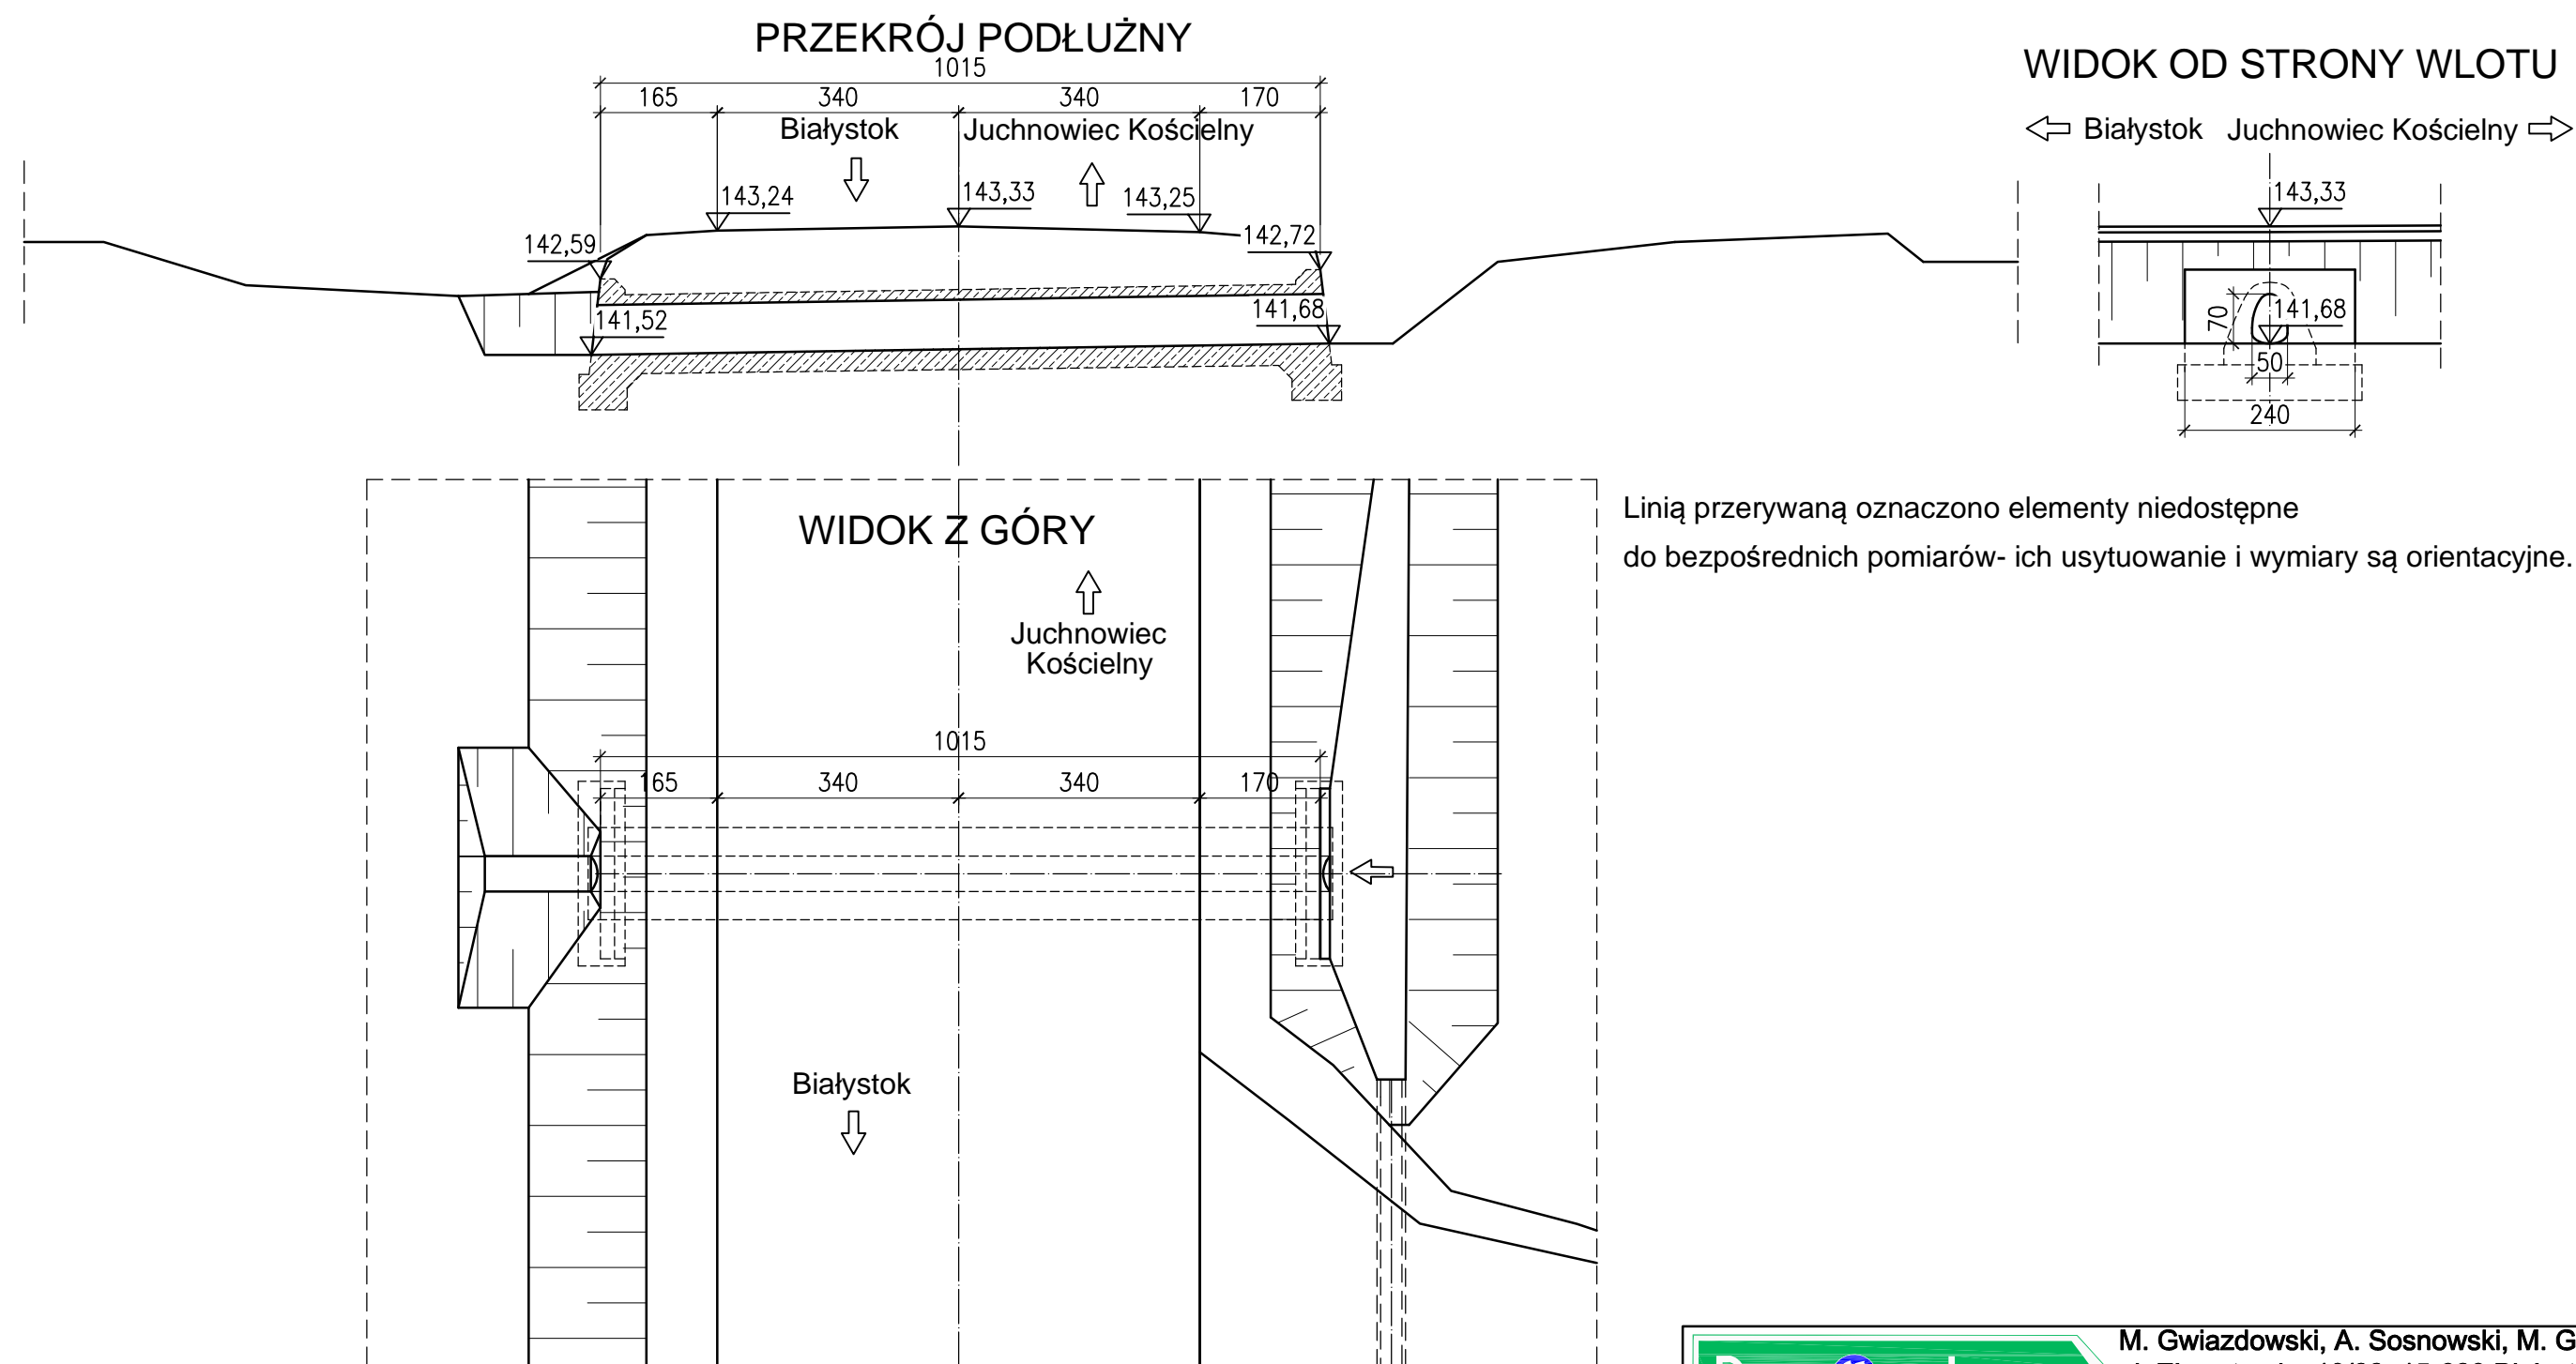 PRZEKRÓJ PODŁUŻNY
1015
165 340 340 170
Białystok Juchnowiec Kościelny
143,24 143,33 143,25
142,59 142,72
141,52 141,68
WIDOK OD STRONY WLOTU
Białystok Juchnowiec Kościelny
143,33
70 141,68
50
240
Linią przerywaną oznaczono elementy niedostępne
do bezpośrednich pomiarów- ich usytuowanie i wymiary są orientacyjne.
WIDOK Z GÓRY
Juchnowiec
Kościelny
1015
165 340 340 170
Białystok
M. Gwiazdowski, A. Sosnowski, M. G